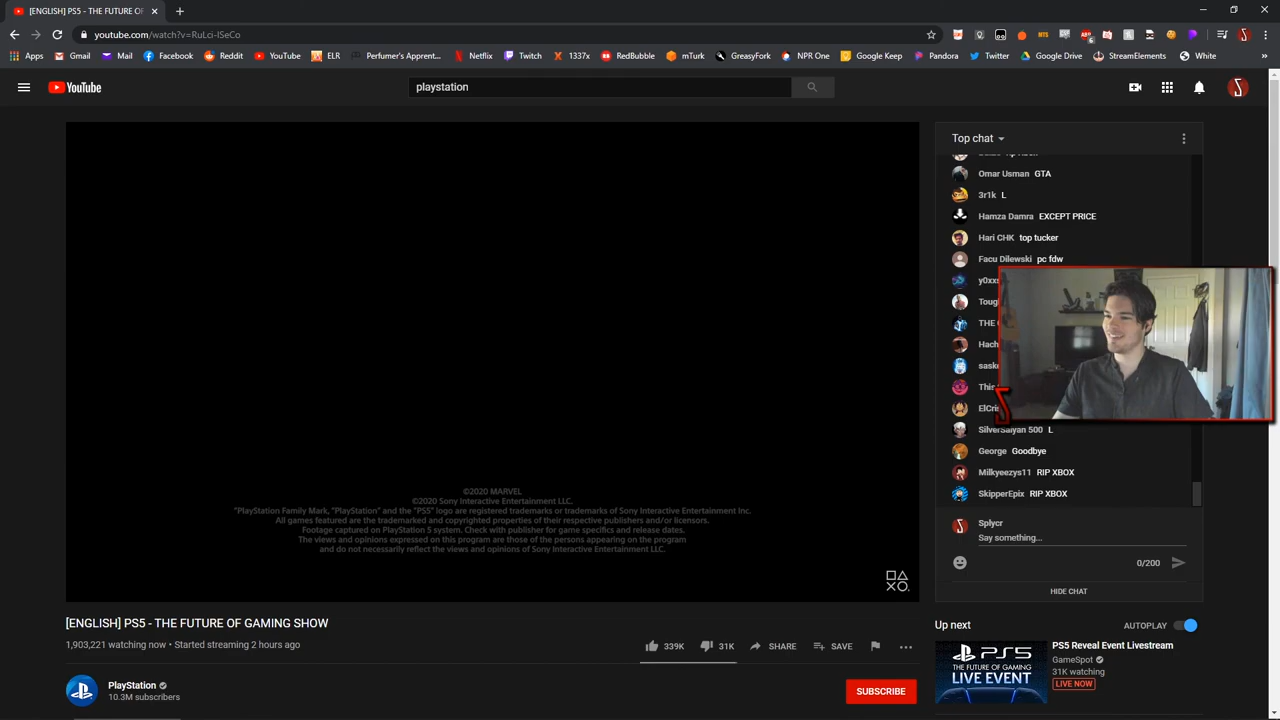 [ENGLISH] PS5 - THE FUTURE OF
youtube.com/watch?v=RuLci-lSeCo
Apps Gmail Mail Facebook Reddit YouTube ELR Perfumer's Apprent... Netflix Twitch 1337x RedBubble mTurk GreasyFork NPR One Google Keep Pandora Twitter Google Drive StreamElements White
YouTube
playstation
Top chat
Omar Usman GTA
3r1k L
Hamza Damra EXCEPT PRICE
Hari CHK top tucker
Facu Dilewski pc fdw
y0xx
Toug
THE
Hach
sask
This
ElCris
SilverSaiyan 500 L
George Goodbye
Milkyeezys11 RIP XBOX
SkipperEpix RIP XBOX
Splycr
Say something...
0/200
HIDE CHAT
©2020 MARVEL
©2020 Sony Interactive Entertainment LLC.
"PlayStation Family Mark, "PlayStation" and the "PS5" logo are registered trademarks or trademarks of Sony Interactive Entertainment Inc.
All games featured are the trademarked and copyrighted properties of their respective publishers and/or licensors.
Footage captured on PlayStation 5 system. Check with publisher for game specifics and release dates.
The views and opinions expressed on this program are those of the persons appearing on the program
and do not necessarily reflect the views and opinions of Sony Interactive Entertainment LLC.
[ENGLISH] PS5 - THE FUTURE OF GAMING SHOW
1,903,221 watching now • Started streaming 2 hours ago
339K 31K SHARE SAVE
PlayStation
10.3M subscribers
SUBSCRIBE
Up next AUTOPLAY
PS5
THE FUTURE OF GAMING
LIVE EVENT
PS5 Reveal Event Livestream
GameSpot
31K watching
LIVE NOW